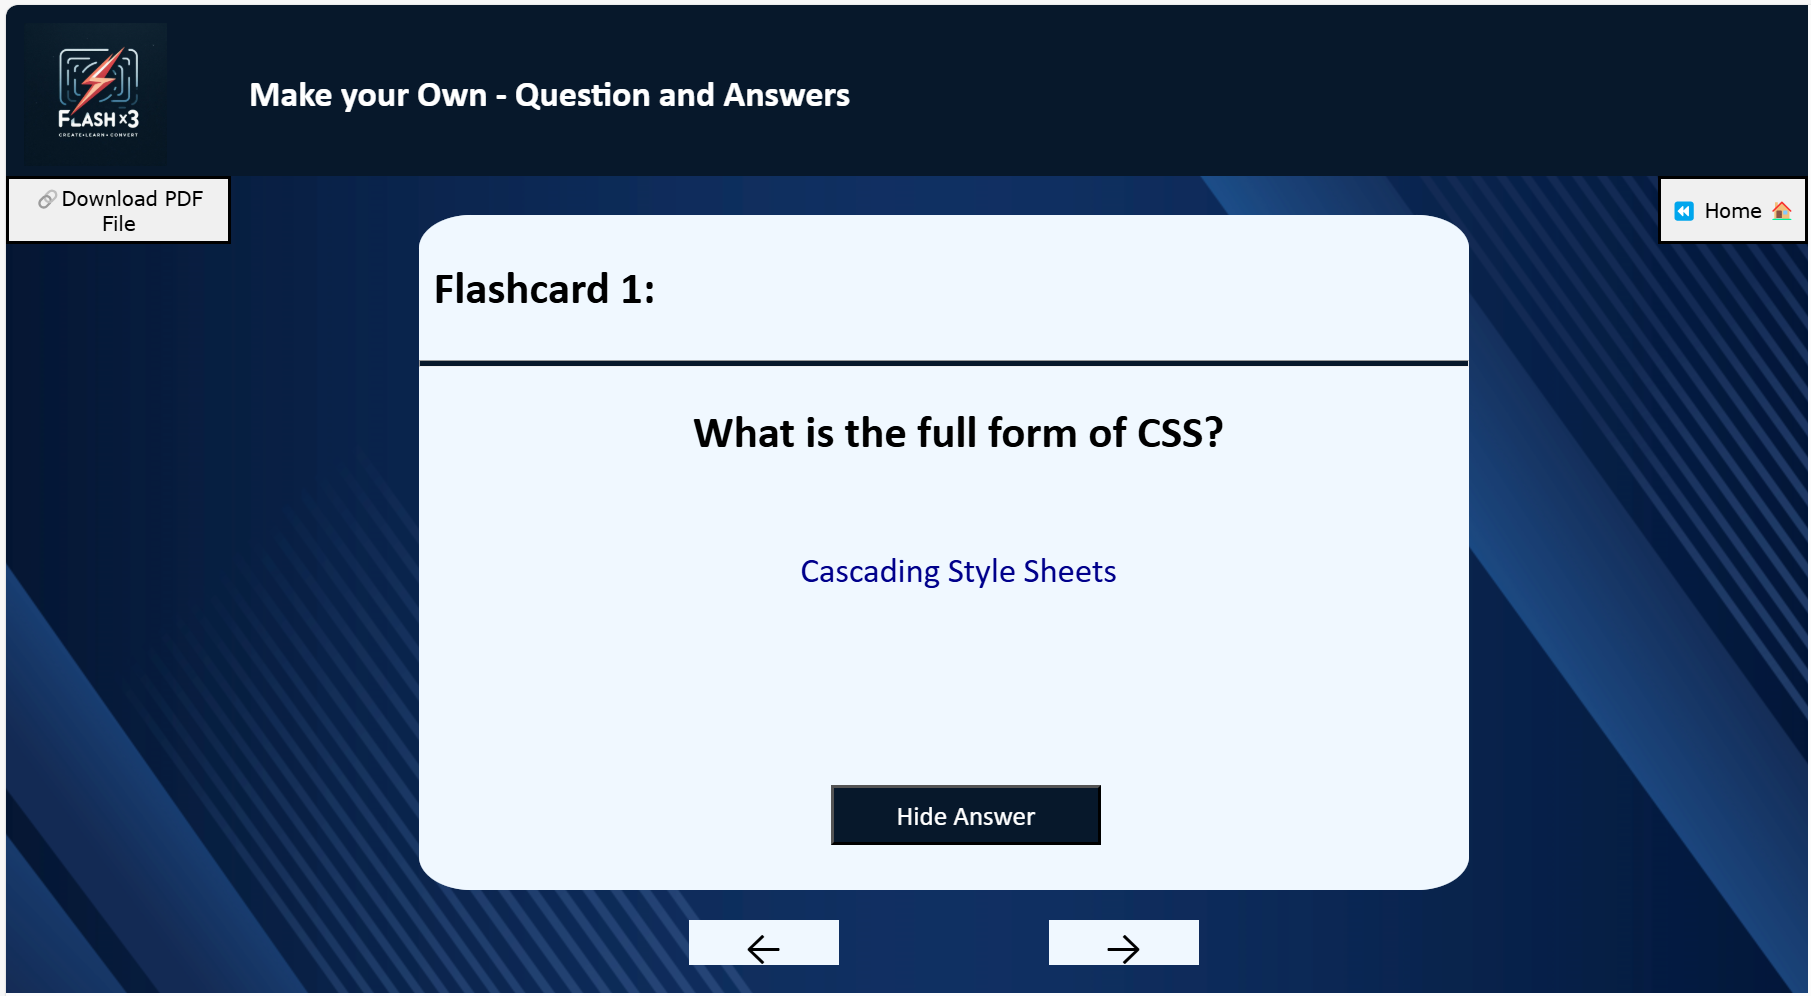 FLASH x3
CREATE•LEARN•CONVERT
Make your Own - Question and Answers
Download PDF
File
Home
Flashcard 1:
What is the full form of CSS?
Cascading Style Sheets
Hide Answer